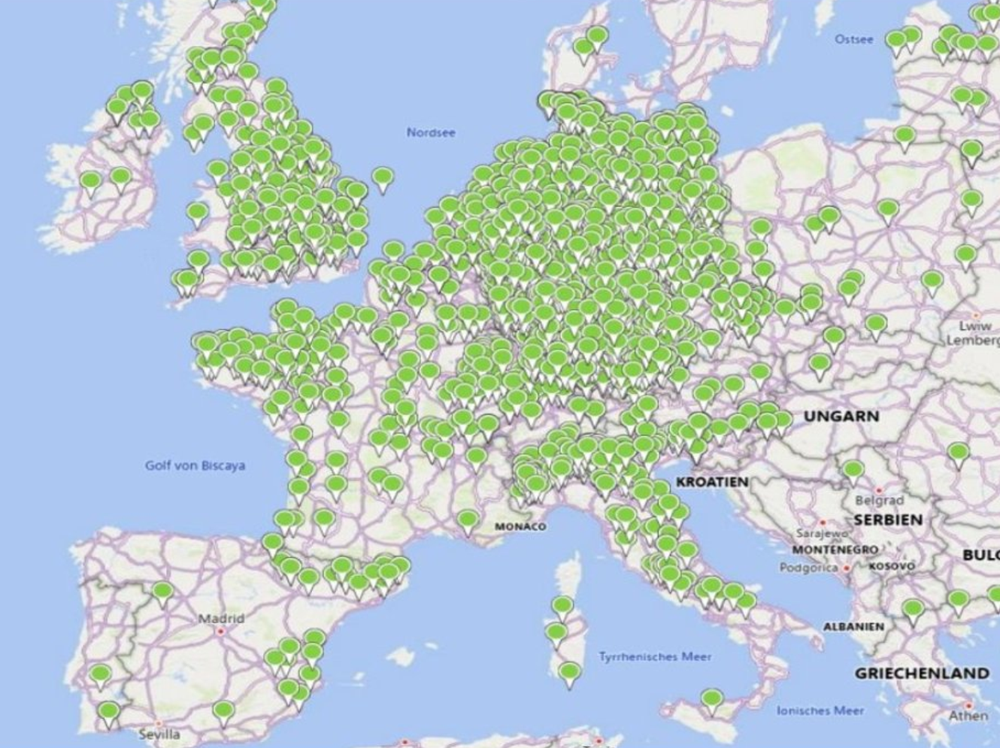 Ostsee
Nordsee
Lwiw
Lemberg
UNGARN
Golf von Biscaya
KROATIEN
Belgrad
MONACO
SERBIEN
Sarajewo
MONTENEGRO
BULG
Podgorica
KOSOVO
Madrid
ALBANIEN
Tyrrhenisches Meer
GRIECHENLAND
Ionisches Meer
Athen
Sevilla